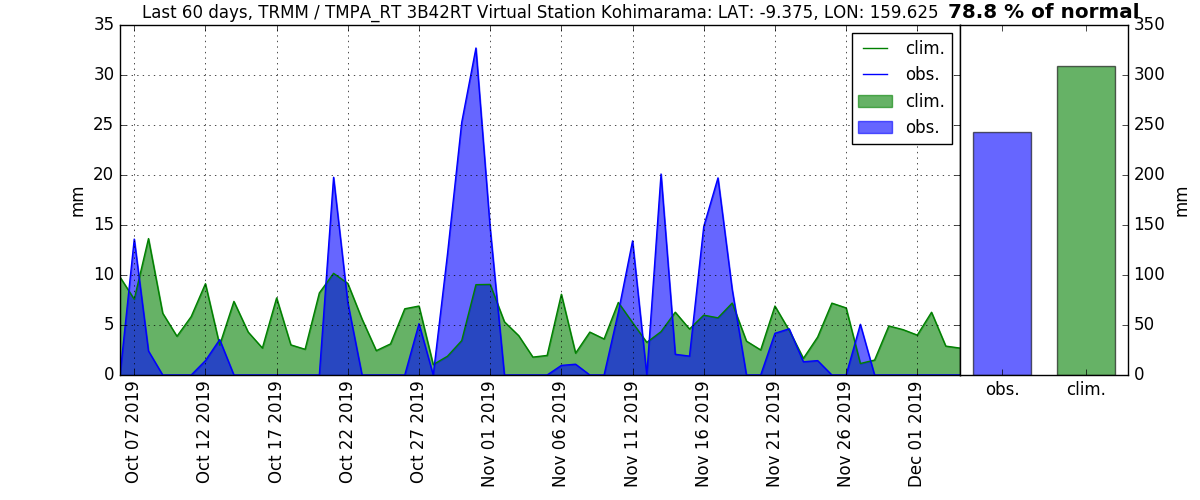 Last 60 days, TRMM / TMPA_RT 3B42RT Virtual Station Kohimarama: LAT: -9.375, LON: 159.625 78.8 % of normal
35
30
25
20
15
10
5
0
mm
clim.
obs.
clim.
obs.
350
300
250
200
150
100
50
0
mm
obs. clim.
Oct 07 2019
Oct 12 2019
Oct 17 2019
Oct 22 2019
Oct 27 2019
Nov 01 2019
Nov 06 2019
Nov 11 2019
Nov 16 2019
Nov 21 2019
Nov 26 2019
Dec 01 2019